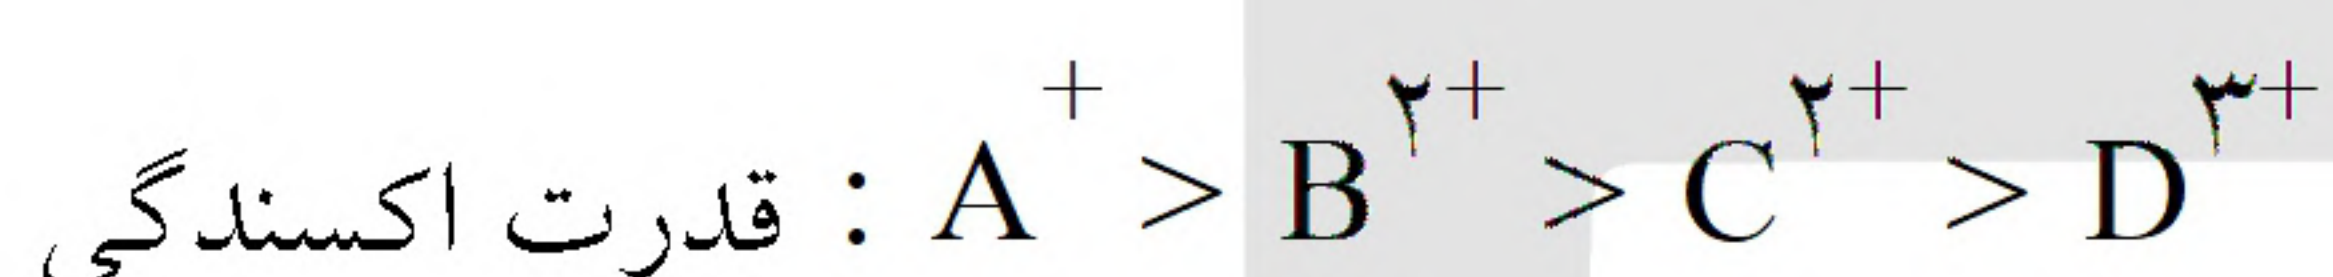 قدرت اکسندگی : A⁺ > B²⁺ > C²⁺ > D³⁺